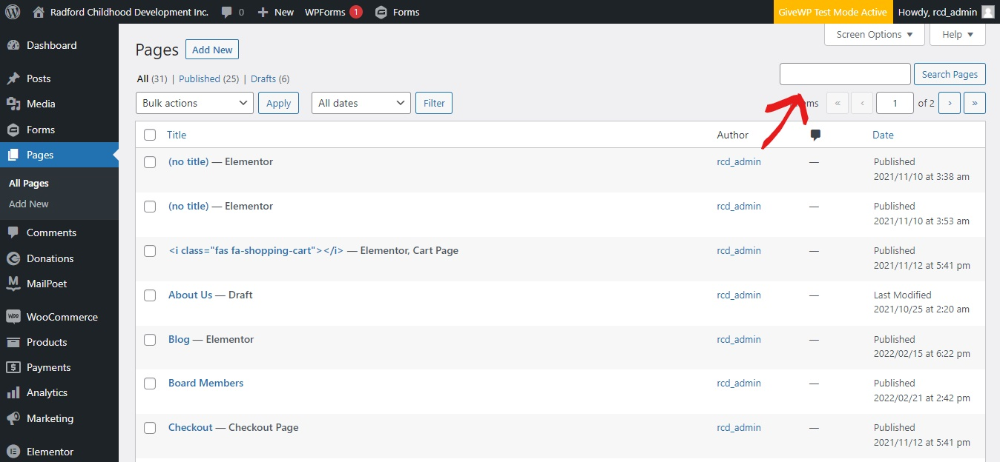 Radford Childhood Development Inc. 0 New WPForms 1 Forms GiveWP Test Mode Active Howdy, rcd_admin
Screen Options Help
Dashboard
Posts
Media
Forms
Pages
All Pages
Add New
Comments
Donations
MailPoet
WooCommerce
Products
Payments
Analytics
Marketing
Elementor
Pages Add New
All (31) | Published (25) | Drafts (6)
Search Pages
Bulk actions Apply All dates Filter
« ‹ 1 of 2 › »
Title Author Date
(no title) — Elementor rcd_admin — Published
2021/11/10 at 3:38 am
(no title) — Elementor rcd_admin — Published
2021/11/10 at 3:53 am
<i class="fas fa-shopping-cart"></i> — Elementor, Cart Page rcd_admin — Published
2021/11/12 at 5:41 pm
About Us — Draft rcd_admin — Last Modified
2021/10/25 at 2:20 am
Blog — Elementor rcd_admin — Published
2022/02/15 at 6:22 pm
Board Members rcd_admin — Published
2022/02/21 at 2:42 pm
Checkout — Checkout Page rcd_admin — Published
2021/11/12 at 5:41 pm